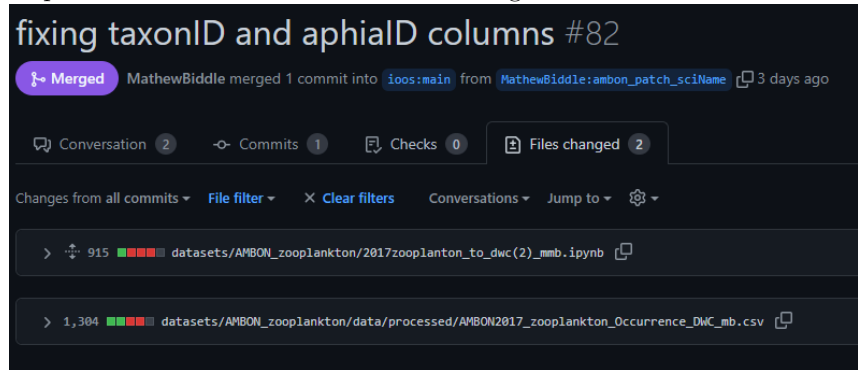 fixing taxonID and aphiaID columns #82
Merged MathewBiddle merged 1 commit into ioos:main from MathewBiddle:ambon_patch_sciName 3 days ago
Conversation 2 Commits 1 Checks 0 Files changed 2
Changes from all commits File filter Clear filters Conversations Jump to
915 datasets/AMBON_zooplankton/2017zooplanton_to_dwc(2)_mmb.ipynb
1,304 datasets/AMBON_zooplankton/data/processed/AMBON2017_zooplankton_Occurrence_DWC_mb.csv